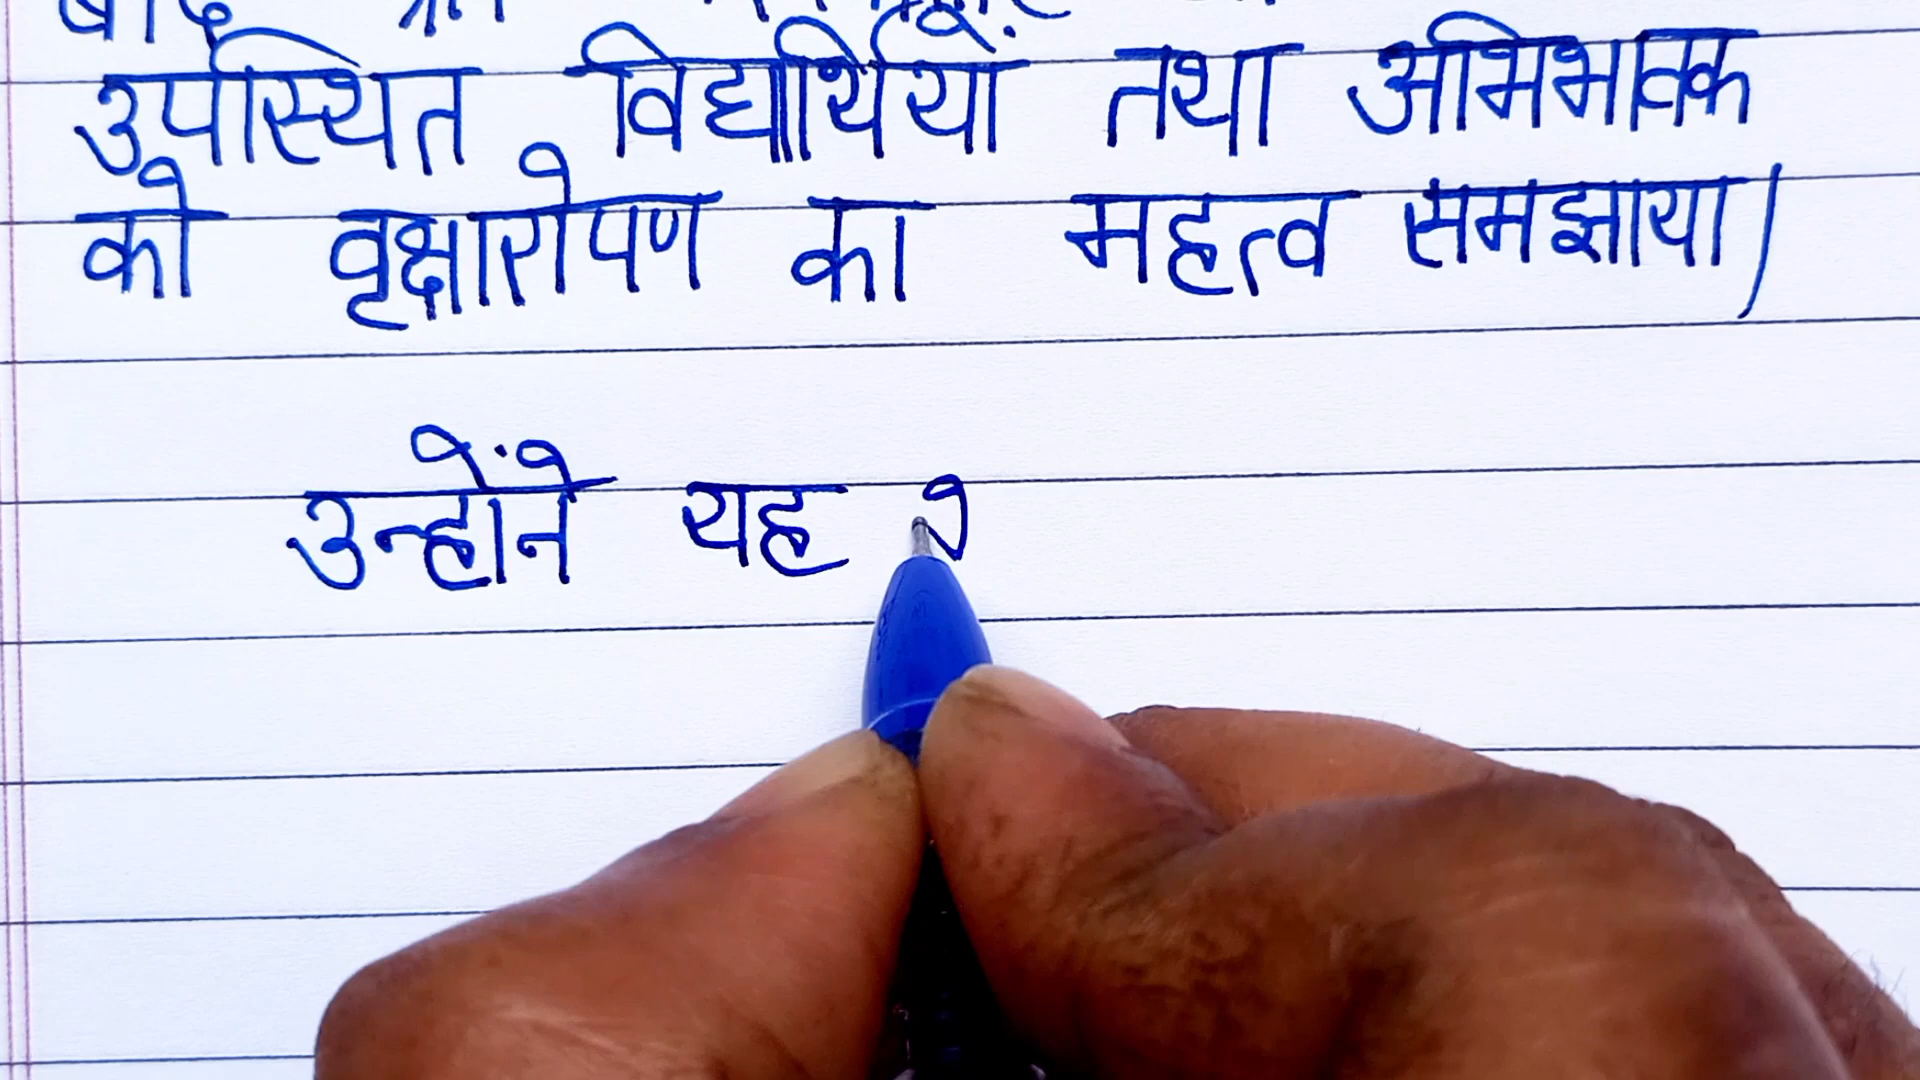 बाद
उपस्थित विद्यार्थियों तथा अभिभावक
को वृक्षारोपण का महत्व समझाया।
उन्होंने यह